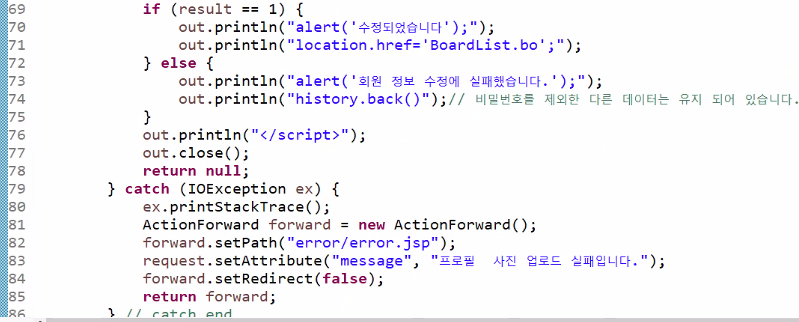 69 if (result == 1) {
70 out.println("alert('수정되었습니다');");
71 out.println("location.href='BoardList.bo';");
72 } else {
73 out.println("alert('회원 정보 수정에 실패했습니다.');");
74 out.println("history.back()");// 비밀번호를 제외한 다른 데이터는 유지 되어 있습니다.
75 }
76 out.println("</script>");
77 out.close();
78 return null;
79 } catch (IOException ex) {
80 ex.printStackTrace();
81 ActionForward forward = new ActionForward();
82 forward.setPath("error/error.jsp");
83 request.setAttribute("message", "프로필  사진 업로드 실패입니다.");
84 forward.setRedirect(false);
85 return forward;
86 } // catch end